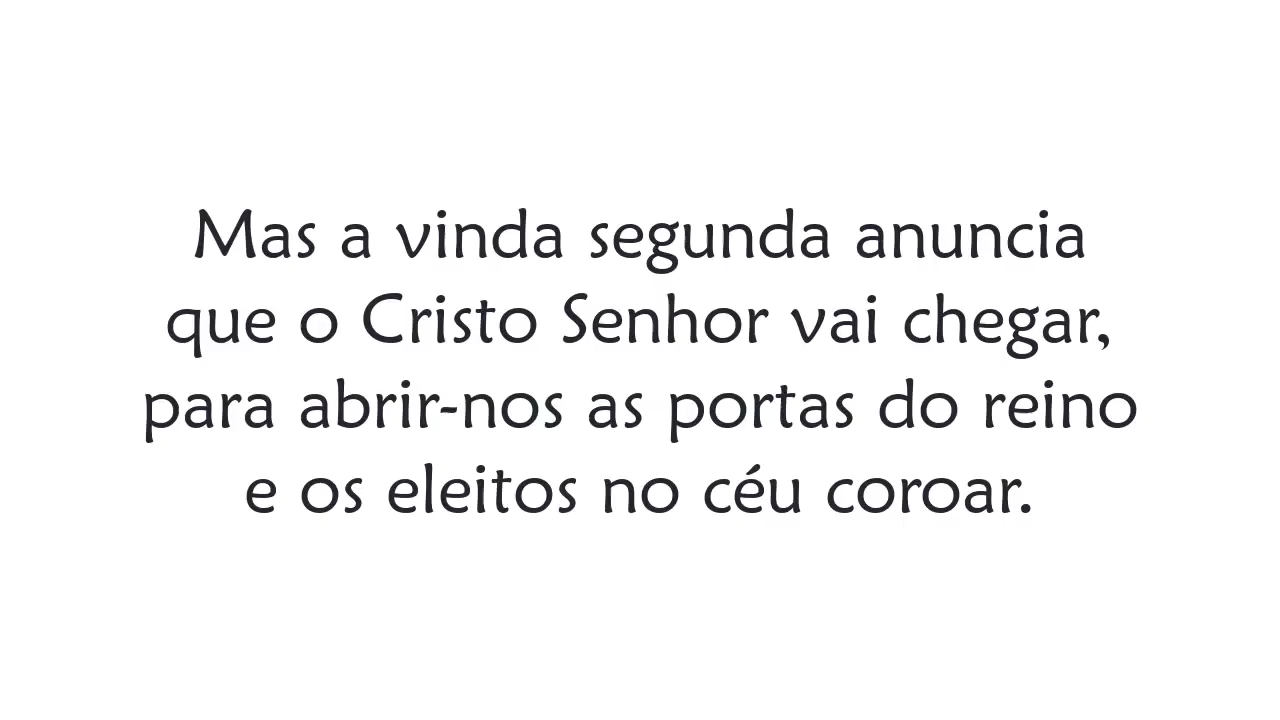 Mas a vinda segunda anuncia
que o Cristo Senhor vai chegar,
para abrir-nos as portas do reino
e os eleitos no céu coroar.